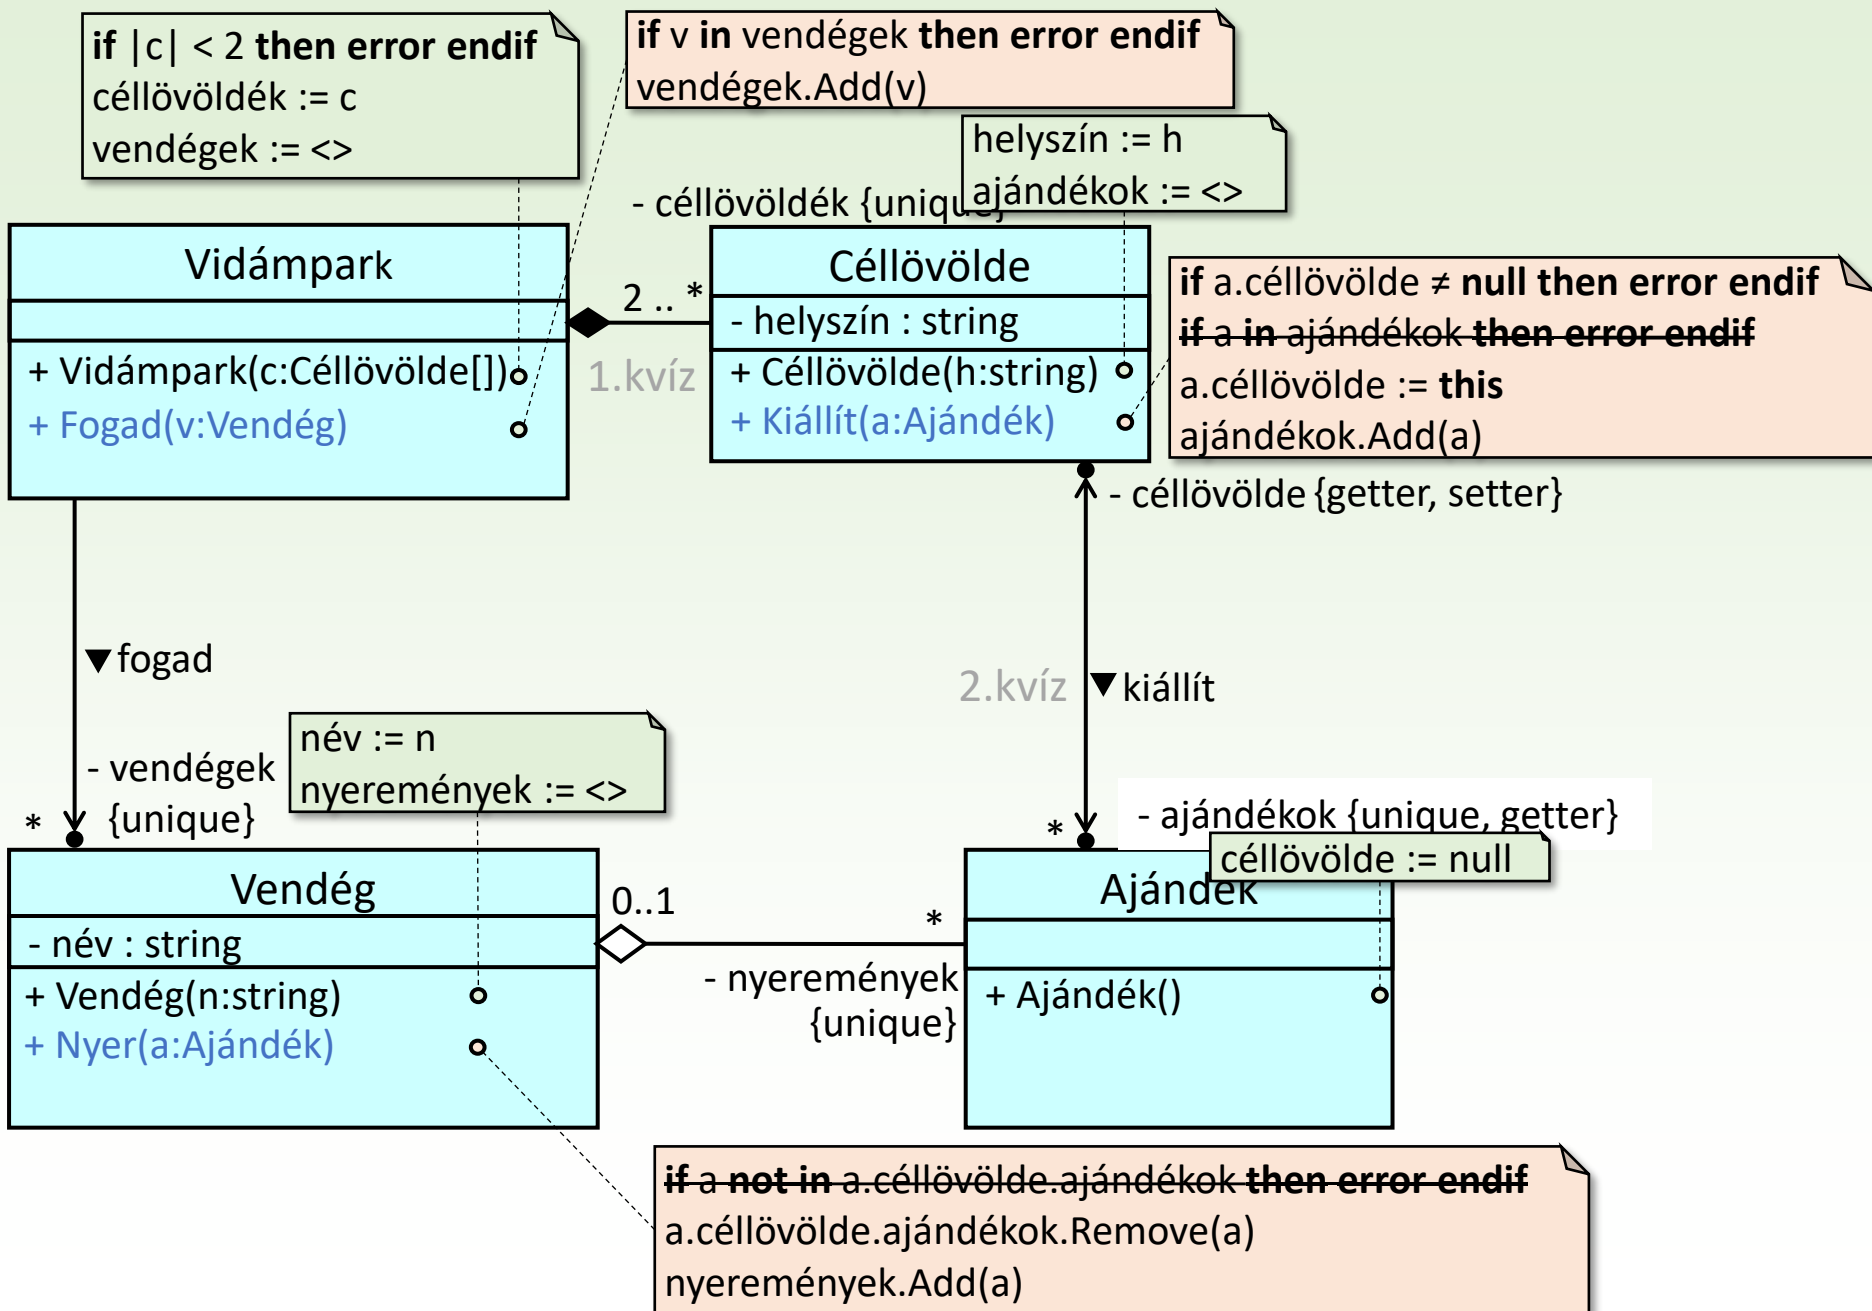 if |c| < 2 then error endif
céllövöldék := c
vendégek := <>
if v in vendégek then error endif
vendégek.Add(v)
helyszín := h
ajándékok := <>
- céllövöldék {unique}
Vidámpark
+ Vidámpark(c:Céllövölde[])
+ Fogad(v:Vendég)
2 .. *
1.kvíz
Céllövölde
- helyszín : string
+ Céllövölde(h:string)
+ Kiállít(a:Ajándék)
if a.céllövölde ≠ null then error endif
if a in ajándékok then error endif
a.céllövölde := this
ajándékok.Add(a)
- céllövölde {getter, setter}
▼ fogad
2.kvíz ▼ kiállít
- vendégek
{unique}
*
név := n
nyeremények := <>
- ajándékok {unique, getter}
*
céllövölde := null
Vendég
- név : string
+ Vendég(n:string)
+ Nyer(a:Ajándék)
0..1
*
- nyeremények
{unique}
Ajándék
+ Ajándék()
if a not in a.céllövölde.ajándékok then error endif
a.céllövölde.ajándékok.Remove(a)
nyeremények.Add(a)